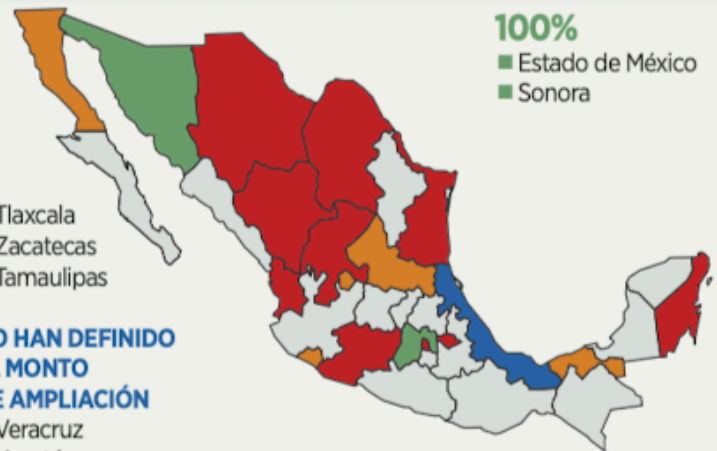 100%
Estado de México
Sonora
Tlaxcala
Zacatecas
Tamaulipas
O HAN DEFINIDO
MONTO
AMPLIACIÓN
Veracruz